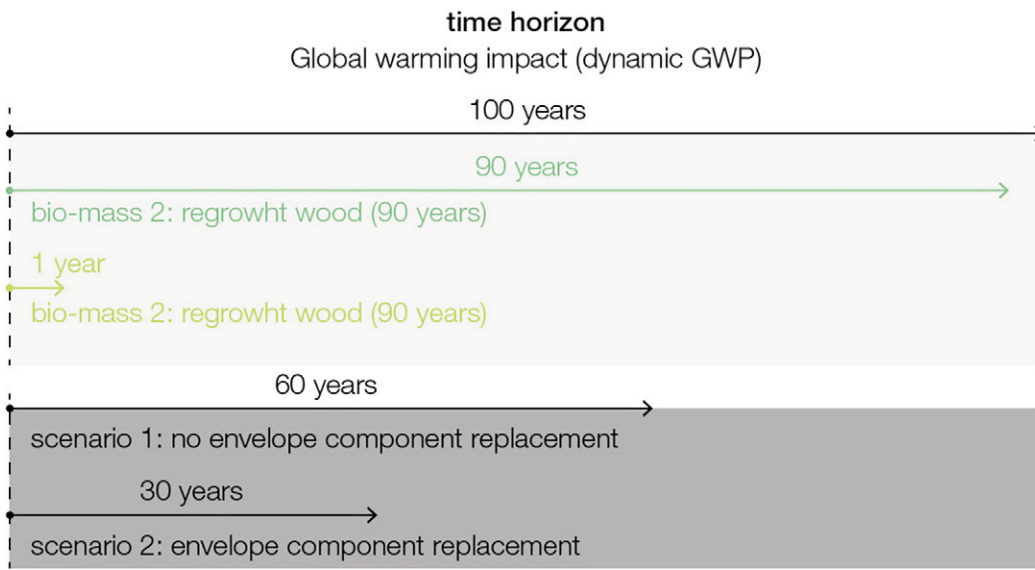 time horizon
Global warming impact (dynamic GWP)
100 years
90 years
bio-mass 2: regrowht wood (90 years)
1 year
bio-mass 2: regrowht wood (90 years)
60 years
scenario 1: no envelope component replacement
30 years
scenario 2: envelope component replacement